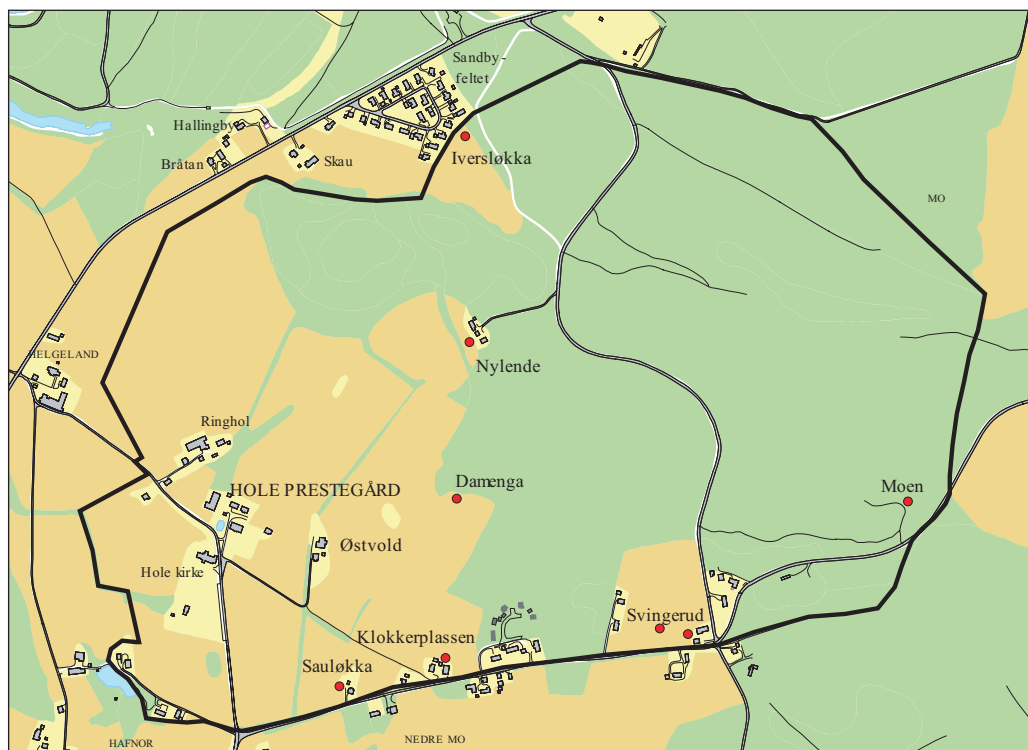 Sandby-
feltet
Hallingby
Iversløkka
Bråtan
Skau
MO
HELGELAND
Nylende
Ringhol
Damenga
Moen
HOLE PRESTEGÅRD
Østvold
Hole kirke
Svingerud
Klokkerplassen
Sauløkka
HAFNOR
NEDRE MO